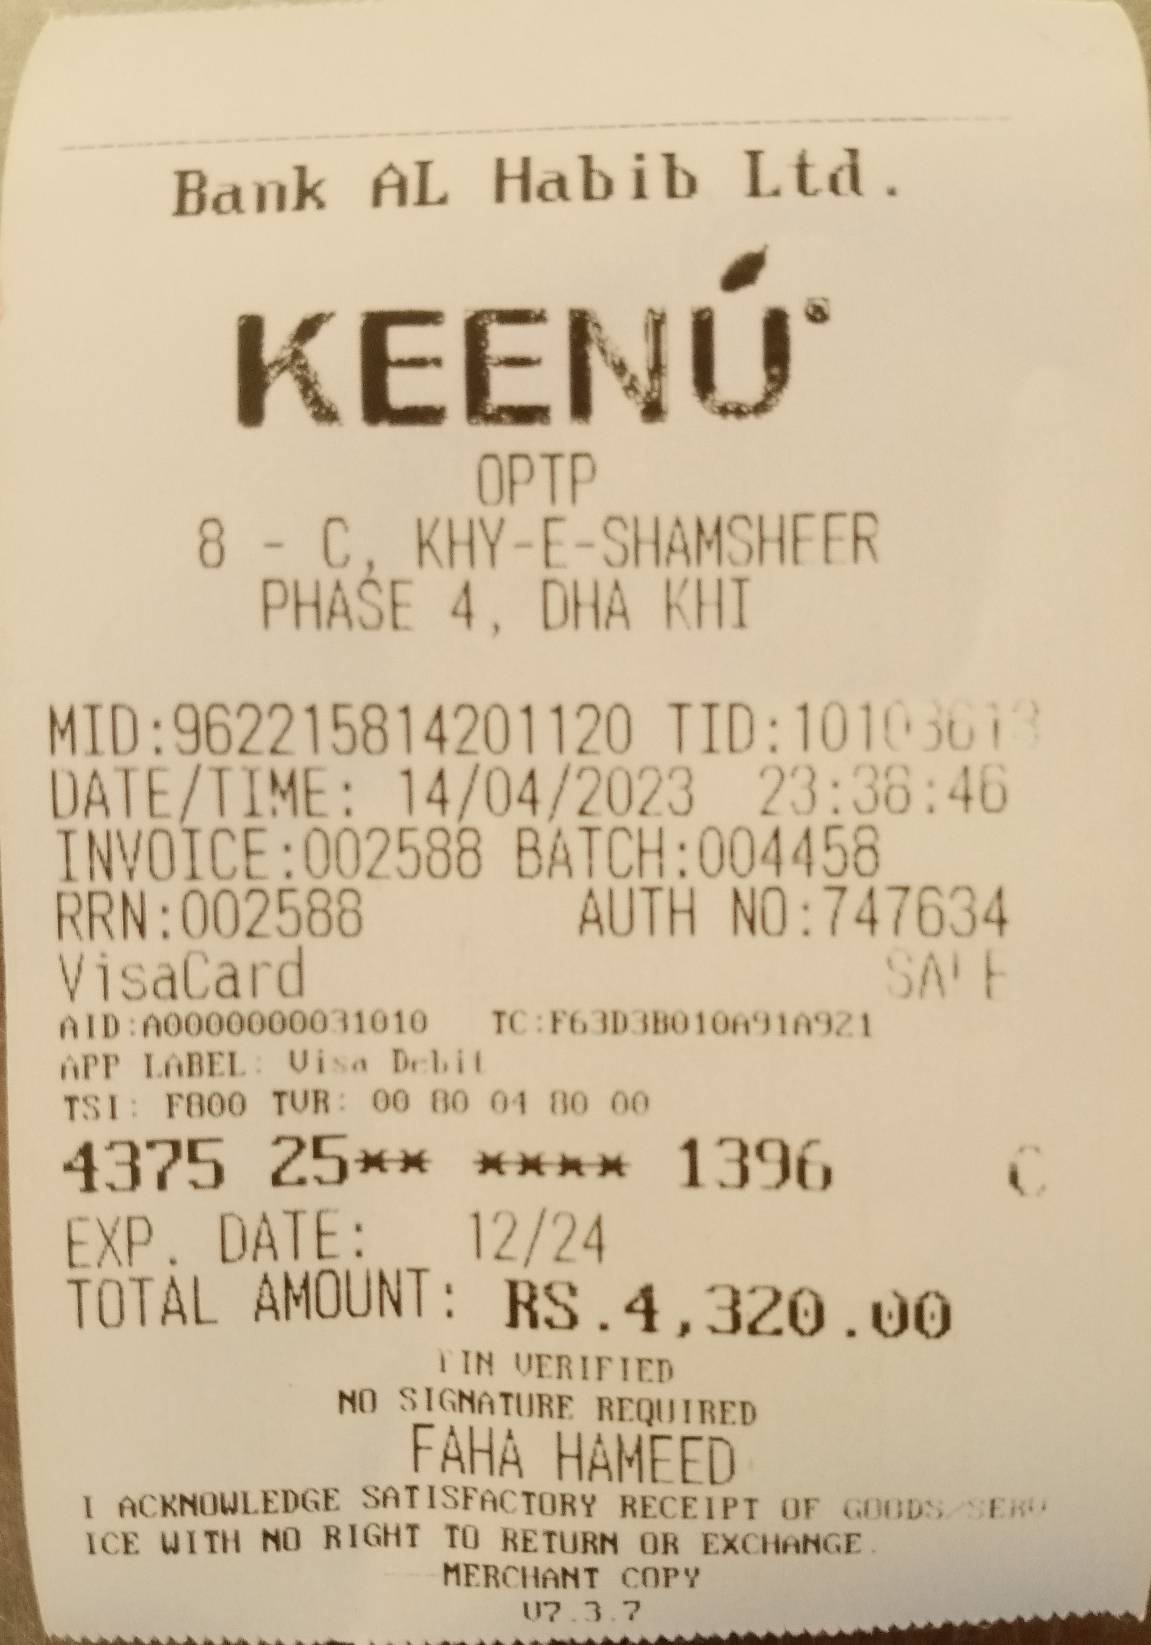 Bank AL Habib Ltd.
KEENÚ®
OPTP
8 - C, KHY-E-SHAMSHEER
PHASE 4, DHA KHI
MID:962215814201120 TID:10103613
DATE/TIME: 14/04/2023 23:38:46
INVOICE:002588 BATCH:004458
RRN:002588 AUTH NO:747634
VisaCard SALE
AID:A0000000031010 TC:F63D3B010A91A921
APP LABEL: Visa Debit
TSI: F800 TVR: 00 80 04 80 00
4375 25** **** 1396 C
EXP. DATE: 12/24
TOTAL AMOUNT: RS.4,320.00
PIN VERIFIED
NO SIGNATURE REQUIRED
FAHA HAMEED
I ACKNOWLEDGE SATISFACTORY RECEIPT OF GOODS/SERV
ICE WITH NO RIGHT TO RETURN OR EXCHANGE.
MERCHANT COPY
V7.3.7